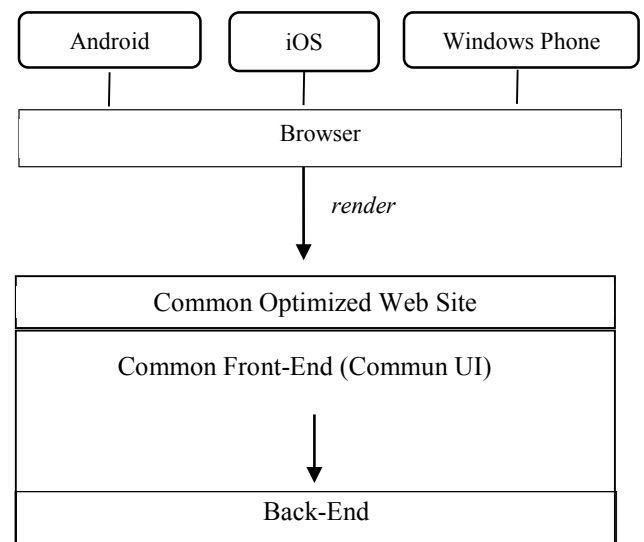 Android
iOS
Windows Phone
Browser
render
Common Optimized Web Site
Common Front-End (Commun UI)
Back-End